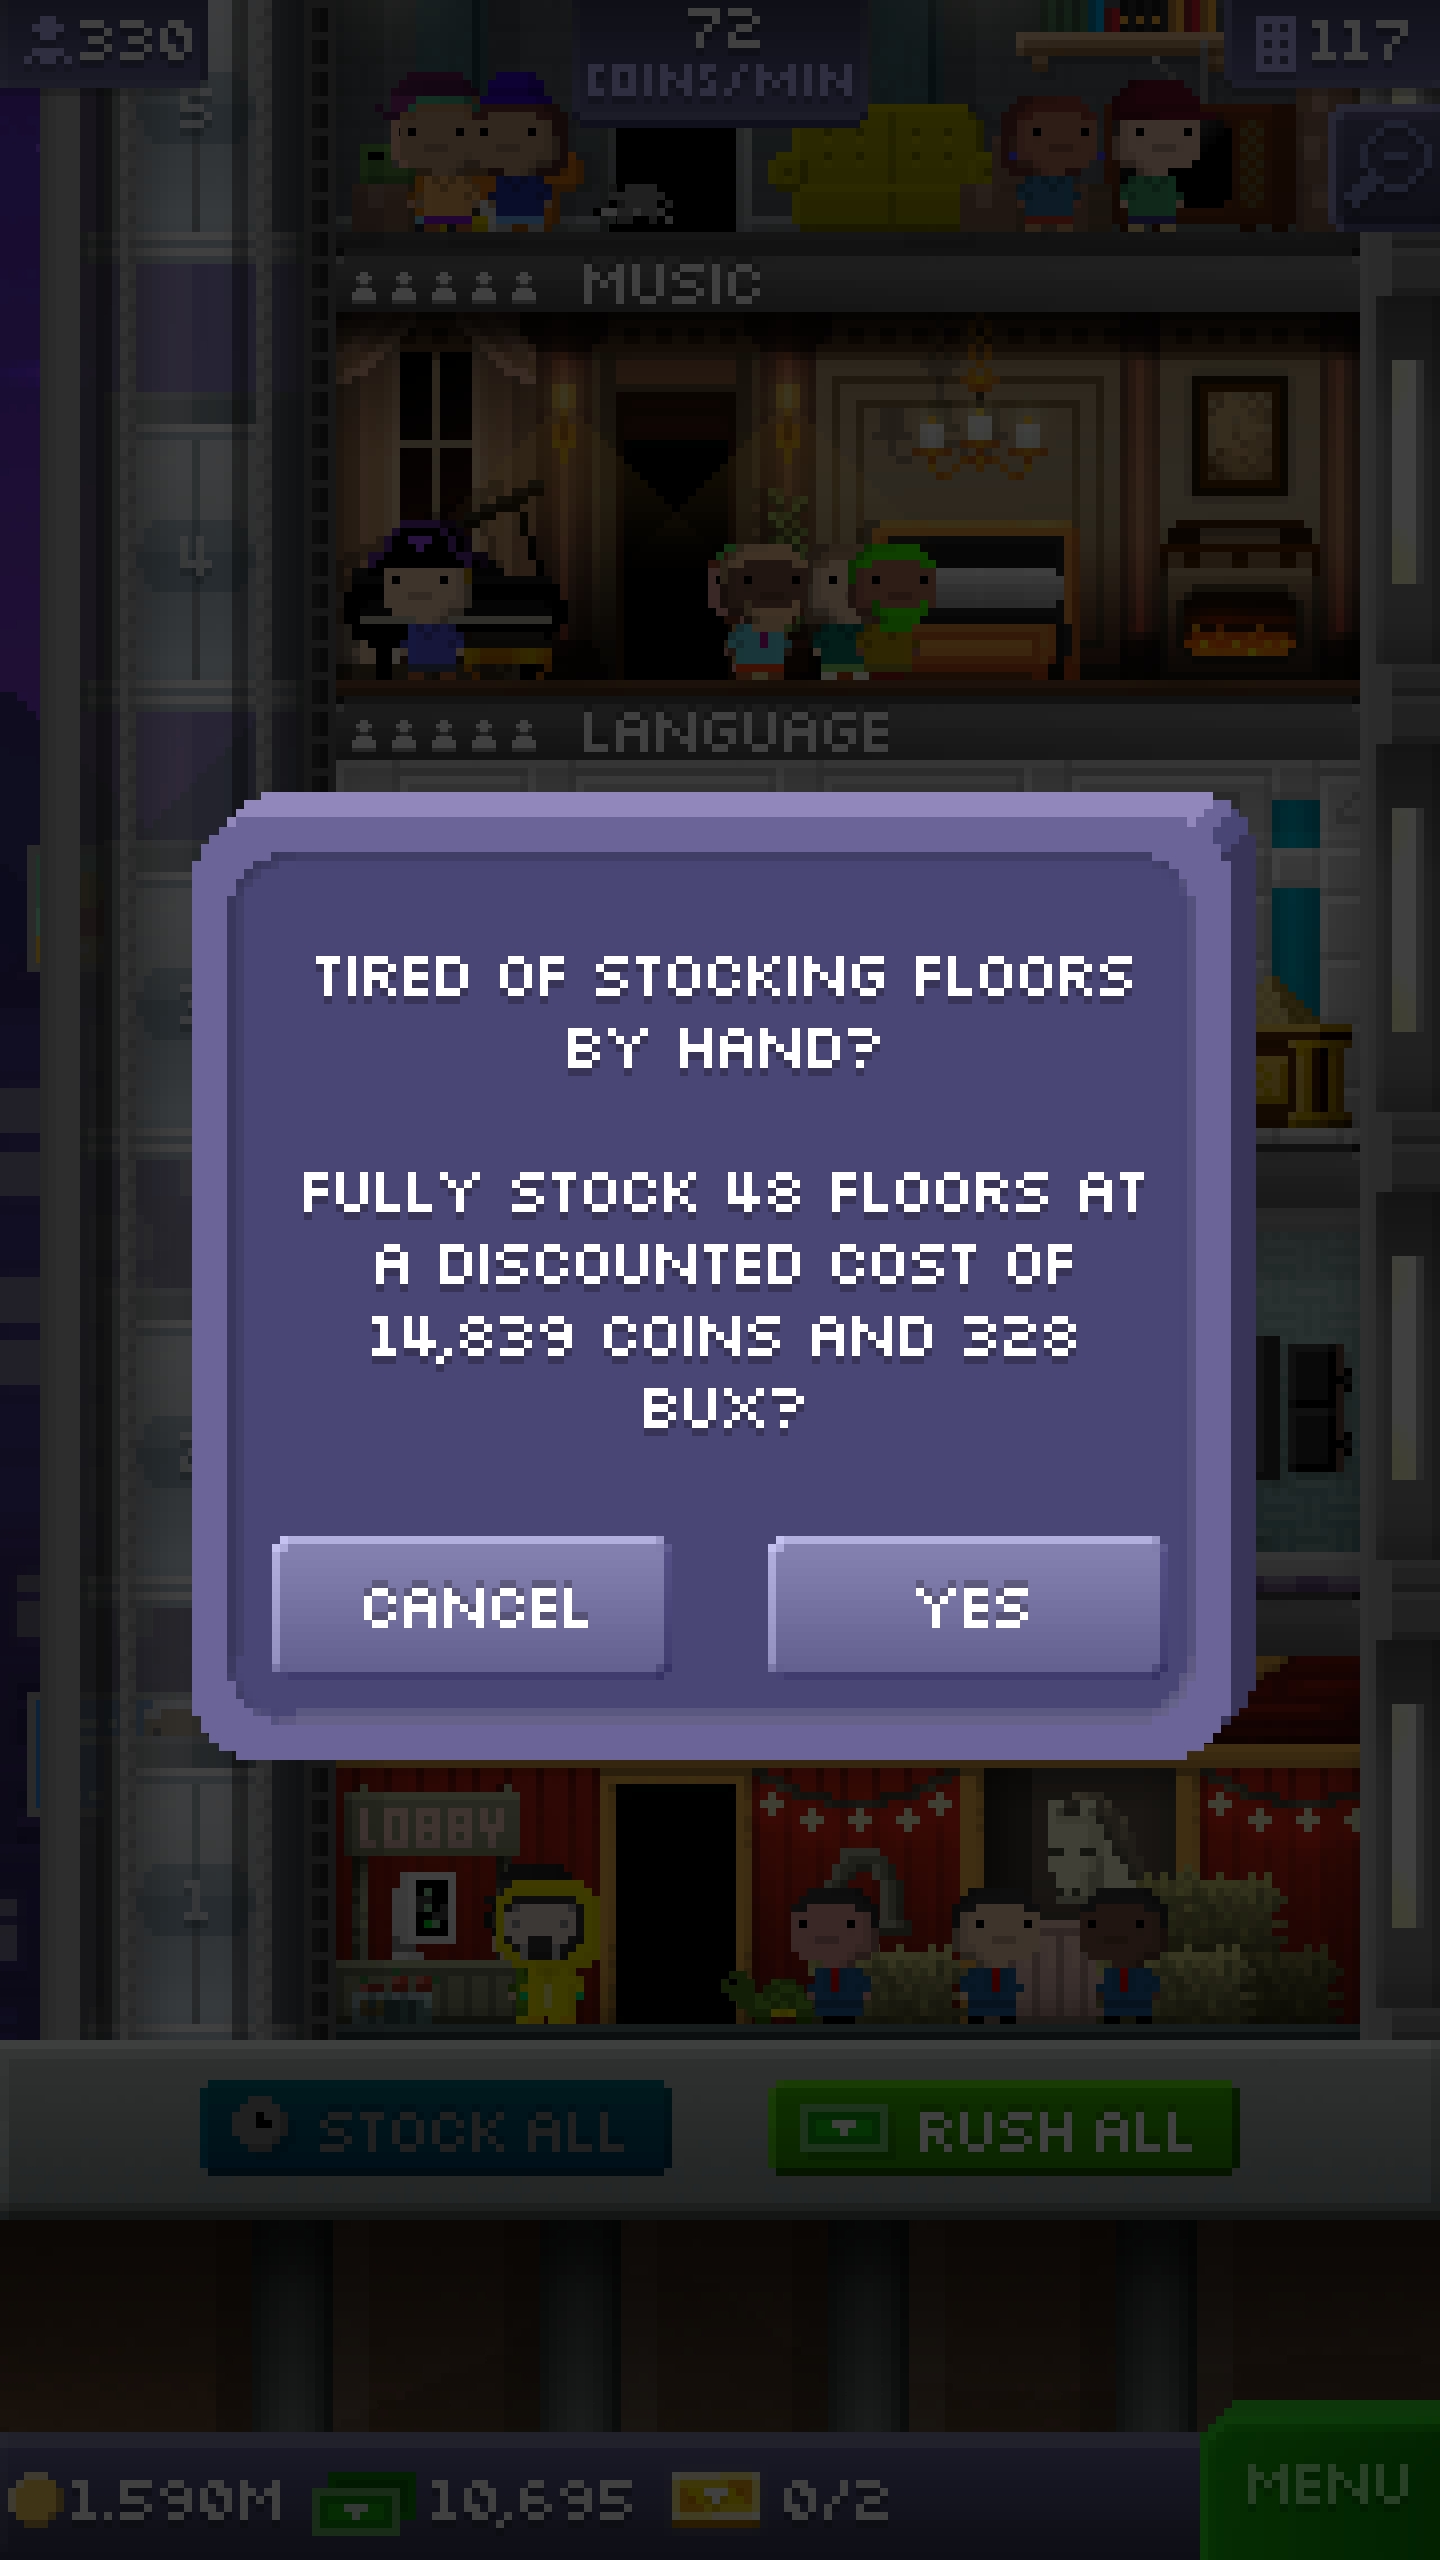 330
72
COINS/MIN
117
5
MUSIC
4
LANGUAGE
TIRED OF STOCKING FLOORS
BY HAND?
FULLY STOCK 48 FLOORS AT
A DISCOUNTED COST OF
14,839 COINS AND 328
BUX?
CANCEL
YES
LOBBY
1
STOCK ALL
RUSH ALL
1.590M
10,695
0/2
MENU